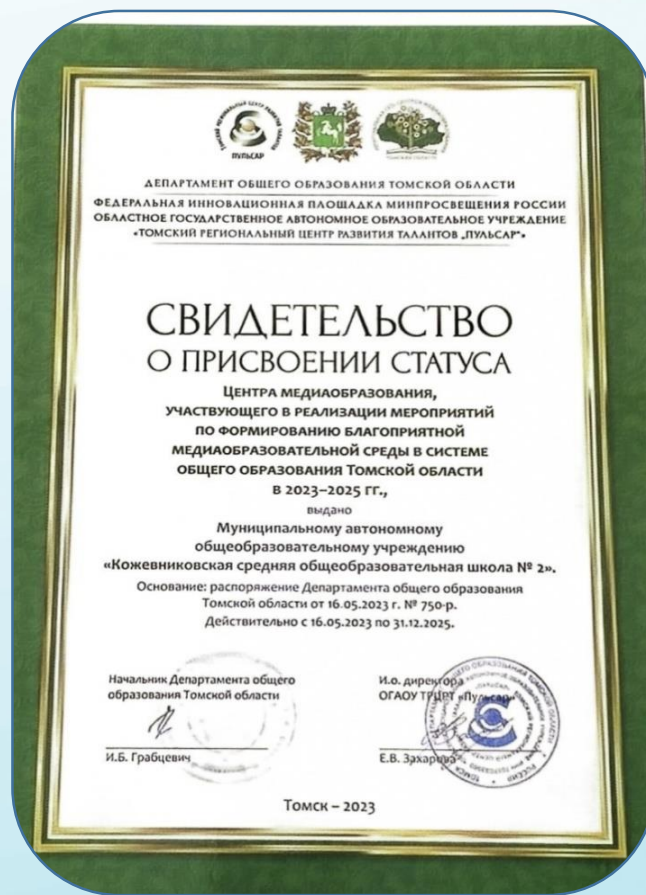 ПУЛЬСАР
ДЕПАРТАМЕНТ ОБЩЕГО ОБРАЗОВАНИЯ ТОМСКОЙ ОБЛАСТИ
ФЕДЕРАЛЬНАЯ ИННОВАЦИОННАЯ ПЛОЩАДКА МИНПРОСВЕЩЕНИЯ РОССИИ
ОБЛАСТНОЕ ГОСУДАРСТВЕННОЕ АВТОНОМНОЕ ОБРАЗОВАТЕЛЬНОЕ УЧРЕЖДЕНИЕ
«ТОМСКИЙ РЕГИОНАЛЬНЫЙ ЦЕНТР РАЗВИТИЯ ТАЛАНТОВ „ПУЛЬСАР“»
СВИДЕТЕЛЬСТВО
О ПРИСВОЕНИИ СТАТУСА
ЦЕНТРА МЕДИАОБРАЗОВАНИЯ,
УЧАСТВУЮЩЕГО В РЕАЛИЗАЦИИ МЕРОПРИЯТИЙ
ПО ФОРМИРОВАНИЮ БЛАГОПРИЯТНОЙ
МЕДИАОБРАЗОВАТЕЛЬНОЙ СРЕДЫ В СИСТЕМЕ
ОБЩЕГО ОБРАЗОВАНИЯ ТОМСКОЙ ОБЛАСТИ
В 2023–2025 ГГ.,
выдано
Муниципальному автономному
общеобразовательному учреждению
«Кожевниковская средняя общеобразовательная школа № 2».
Основание: распоряжение Департамента общего образования
Томской области от 16.05.2023 г. № 750-р.
Действительно с 16.05.2023 по 31.12.2025.
Начальник Департамента общего
образования Томской области
И.Б. Грабцевич
И.о. директора
ОГАОУ ТРЦРТ «Пульсар»
Е.В. Захарова
Томск – 2023